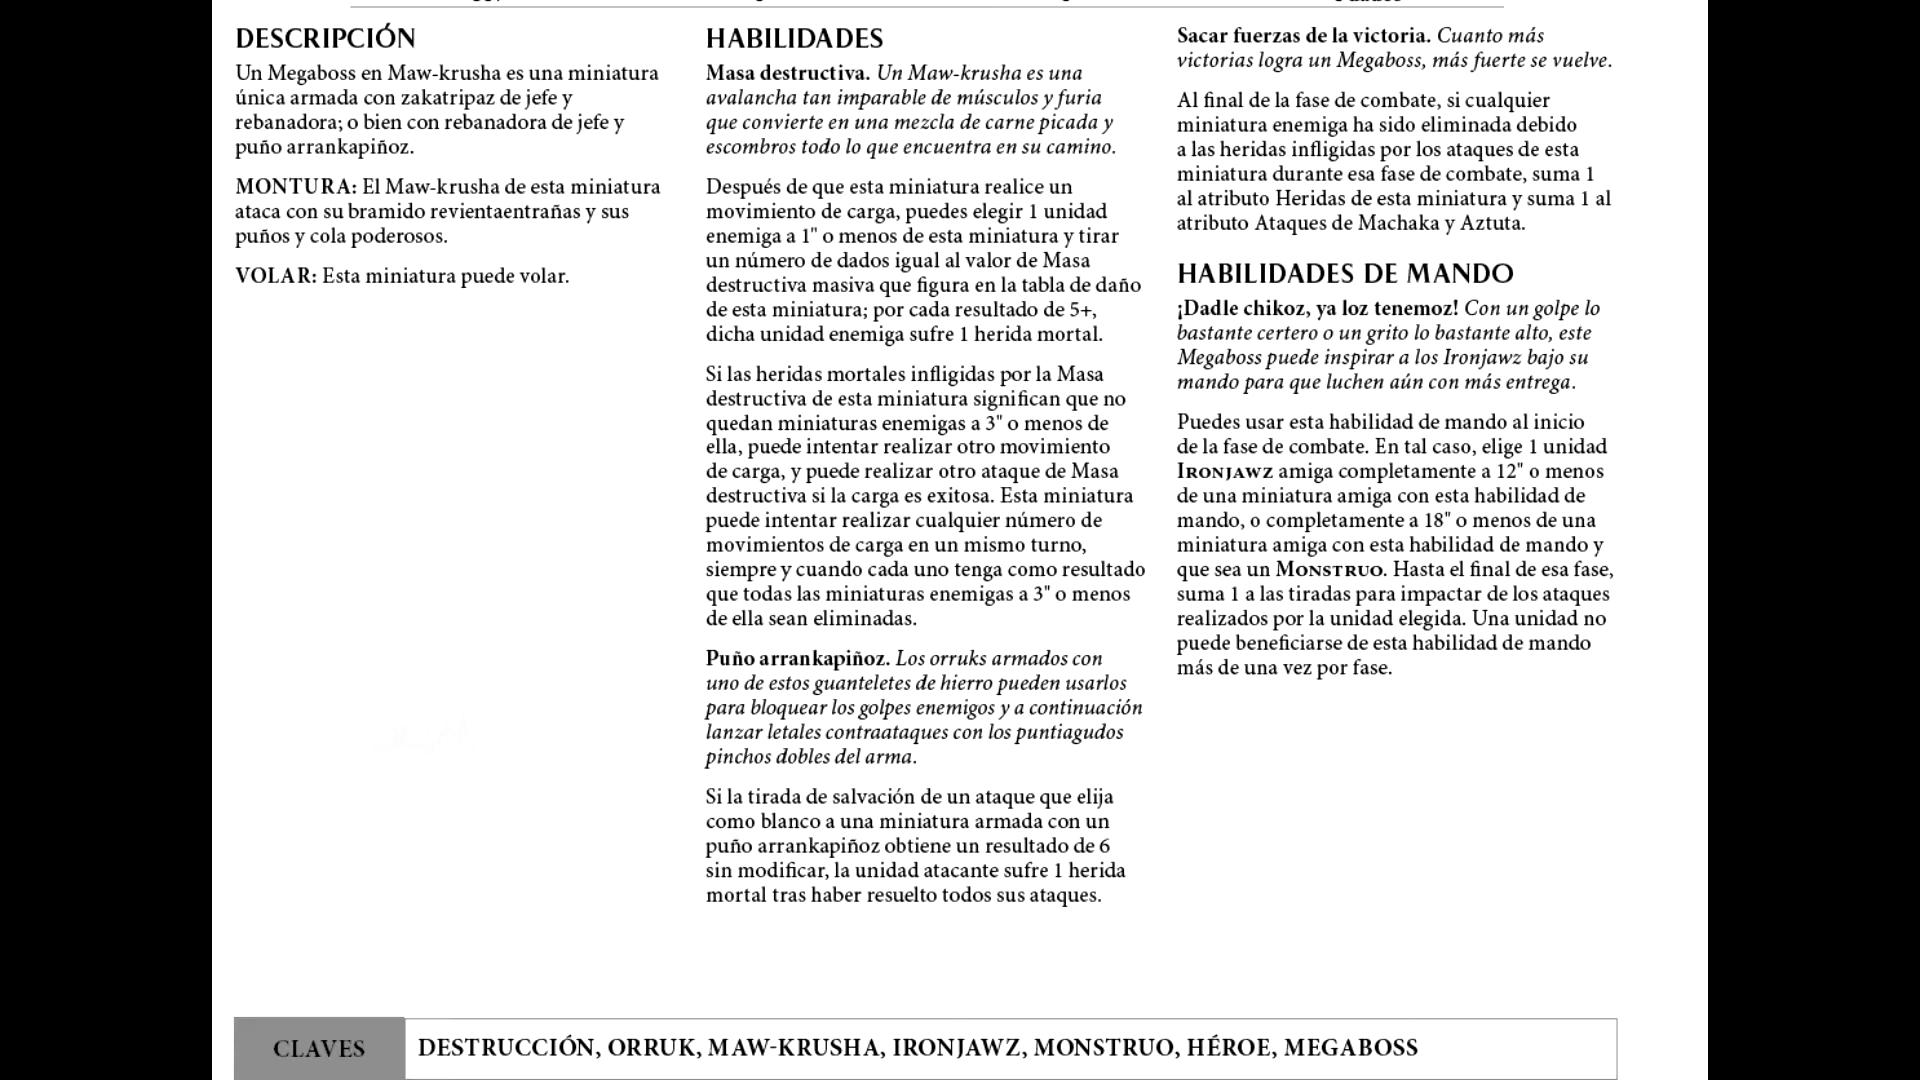 DESCRIPCIÓN
Un Megaboss en Maw-krusha es una miniatura
única armada con zakatripaz de jefe y
rebanadora; o bien con rebanadora de jefe y
puño arrankapiñoz.
MONTURA: El Maw-krusha de esta miniatura
ataca con su bramido revientaentrañas y sus
puños y cola poderosos.
VOLAR: Esta miniatura puede volar.
HABILIDADES
Masa destructiva. Un Maw-krusha es una
avalancha tan imparable de músculos y furia
que convierte en una mezcla de carne picada y
escombros todo lo que encuentra en su camino.
Después de que esta miniatura realice un
movimiento de carga, puedes elegir 1 unidad
enemiga a 1" o menos de esta miniatura y tirar
un número de dados igual al valor de Masa
destructiva masiva que figura en la tabla de daño
de esta miniatura; por cada resultado de 5+,
dicha unidad enemiga sufre 1 herida mortal.
Si las heridas mortales infligidas por la Masa
destructiva de esta miniatura significan que no
quedan miniaturas enemigas a 3" o menos de
ella, puede intentar realizar otro movimiento
de carga, y puede realizar otro ataque de Masa
destructiva si la carga es exitosa. Esta miniatura
puede intentar realizar cualquier número de
movimientos de carga en un mismo turno,
siempre y cuando cada uno tenga como resultado
que todas las miniaturas enemigas a 3" o menos
de ella sean eliminadas.
Puño arrankapiñoz. Los orruks armados con
uno de estos guanteletes de hierro pueden usarlos
para bloquear los golpes enemigos y a continuación
lanzar letales contraataques con los puntiagudos
pinchos dobles del arma.
Si la tirada de salvación de un ataque que elija
como blanco a una miniatura armada con un
puño arrankapiñoz obtiene un resultado de 6
sin modificar, la unidad atacante sufre 1 herida
mortal tras haber resuelto todos sus ataques.
Sacar fuerzas de la victoria. Cuanto más
victorias logra un Megaboss, más fuerte se vuelve.
Al final de la fase de combate, si cualquier
miniatura enemiga ha sido eliminada debido
a las heridas infligidas por los ataques de esta
miniatura durante esa fase de combate, suma 1
al atributo Heridas de esta miniatura y suma 1 al
atributo Ataques de Machaka y Aztuta.
HABILIDADES DE MANDO
¡Dadle chikoz, ya loz tenemoz! Con un golpe lo
bastante certero o un grito lo bastante alto, este
Megaboss puede inspirar a los Ironjawz bajo su
mando para que luchen aún con más entrega.
Puedes usar esta habilidad de mando al inicio
de la fase de combate. En tal caso, elige 1 unidad
IRONJAWZ amiga completamente a 12" o menos
de una miniatura amiga con esta habilidad de
mando, o completamente a 18" o menos de una
miniatura amiga con esta habilidad de mando y
que sea un MONSTRUO. Hasta el final de esa fase,
suma 1 a las tiradas para impactar de los ataques
realizados por la unidad elegida. Una unidad no
puede beneficiarse de esta habilidad de mando
más de una vez por fase.
CLAVES
DESTRUCCIÓN, ORRUK, MAW-KRUSHA, IRONJAWZ, MONSTRUO, HÉROE, MEGABOSS